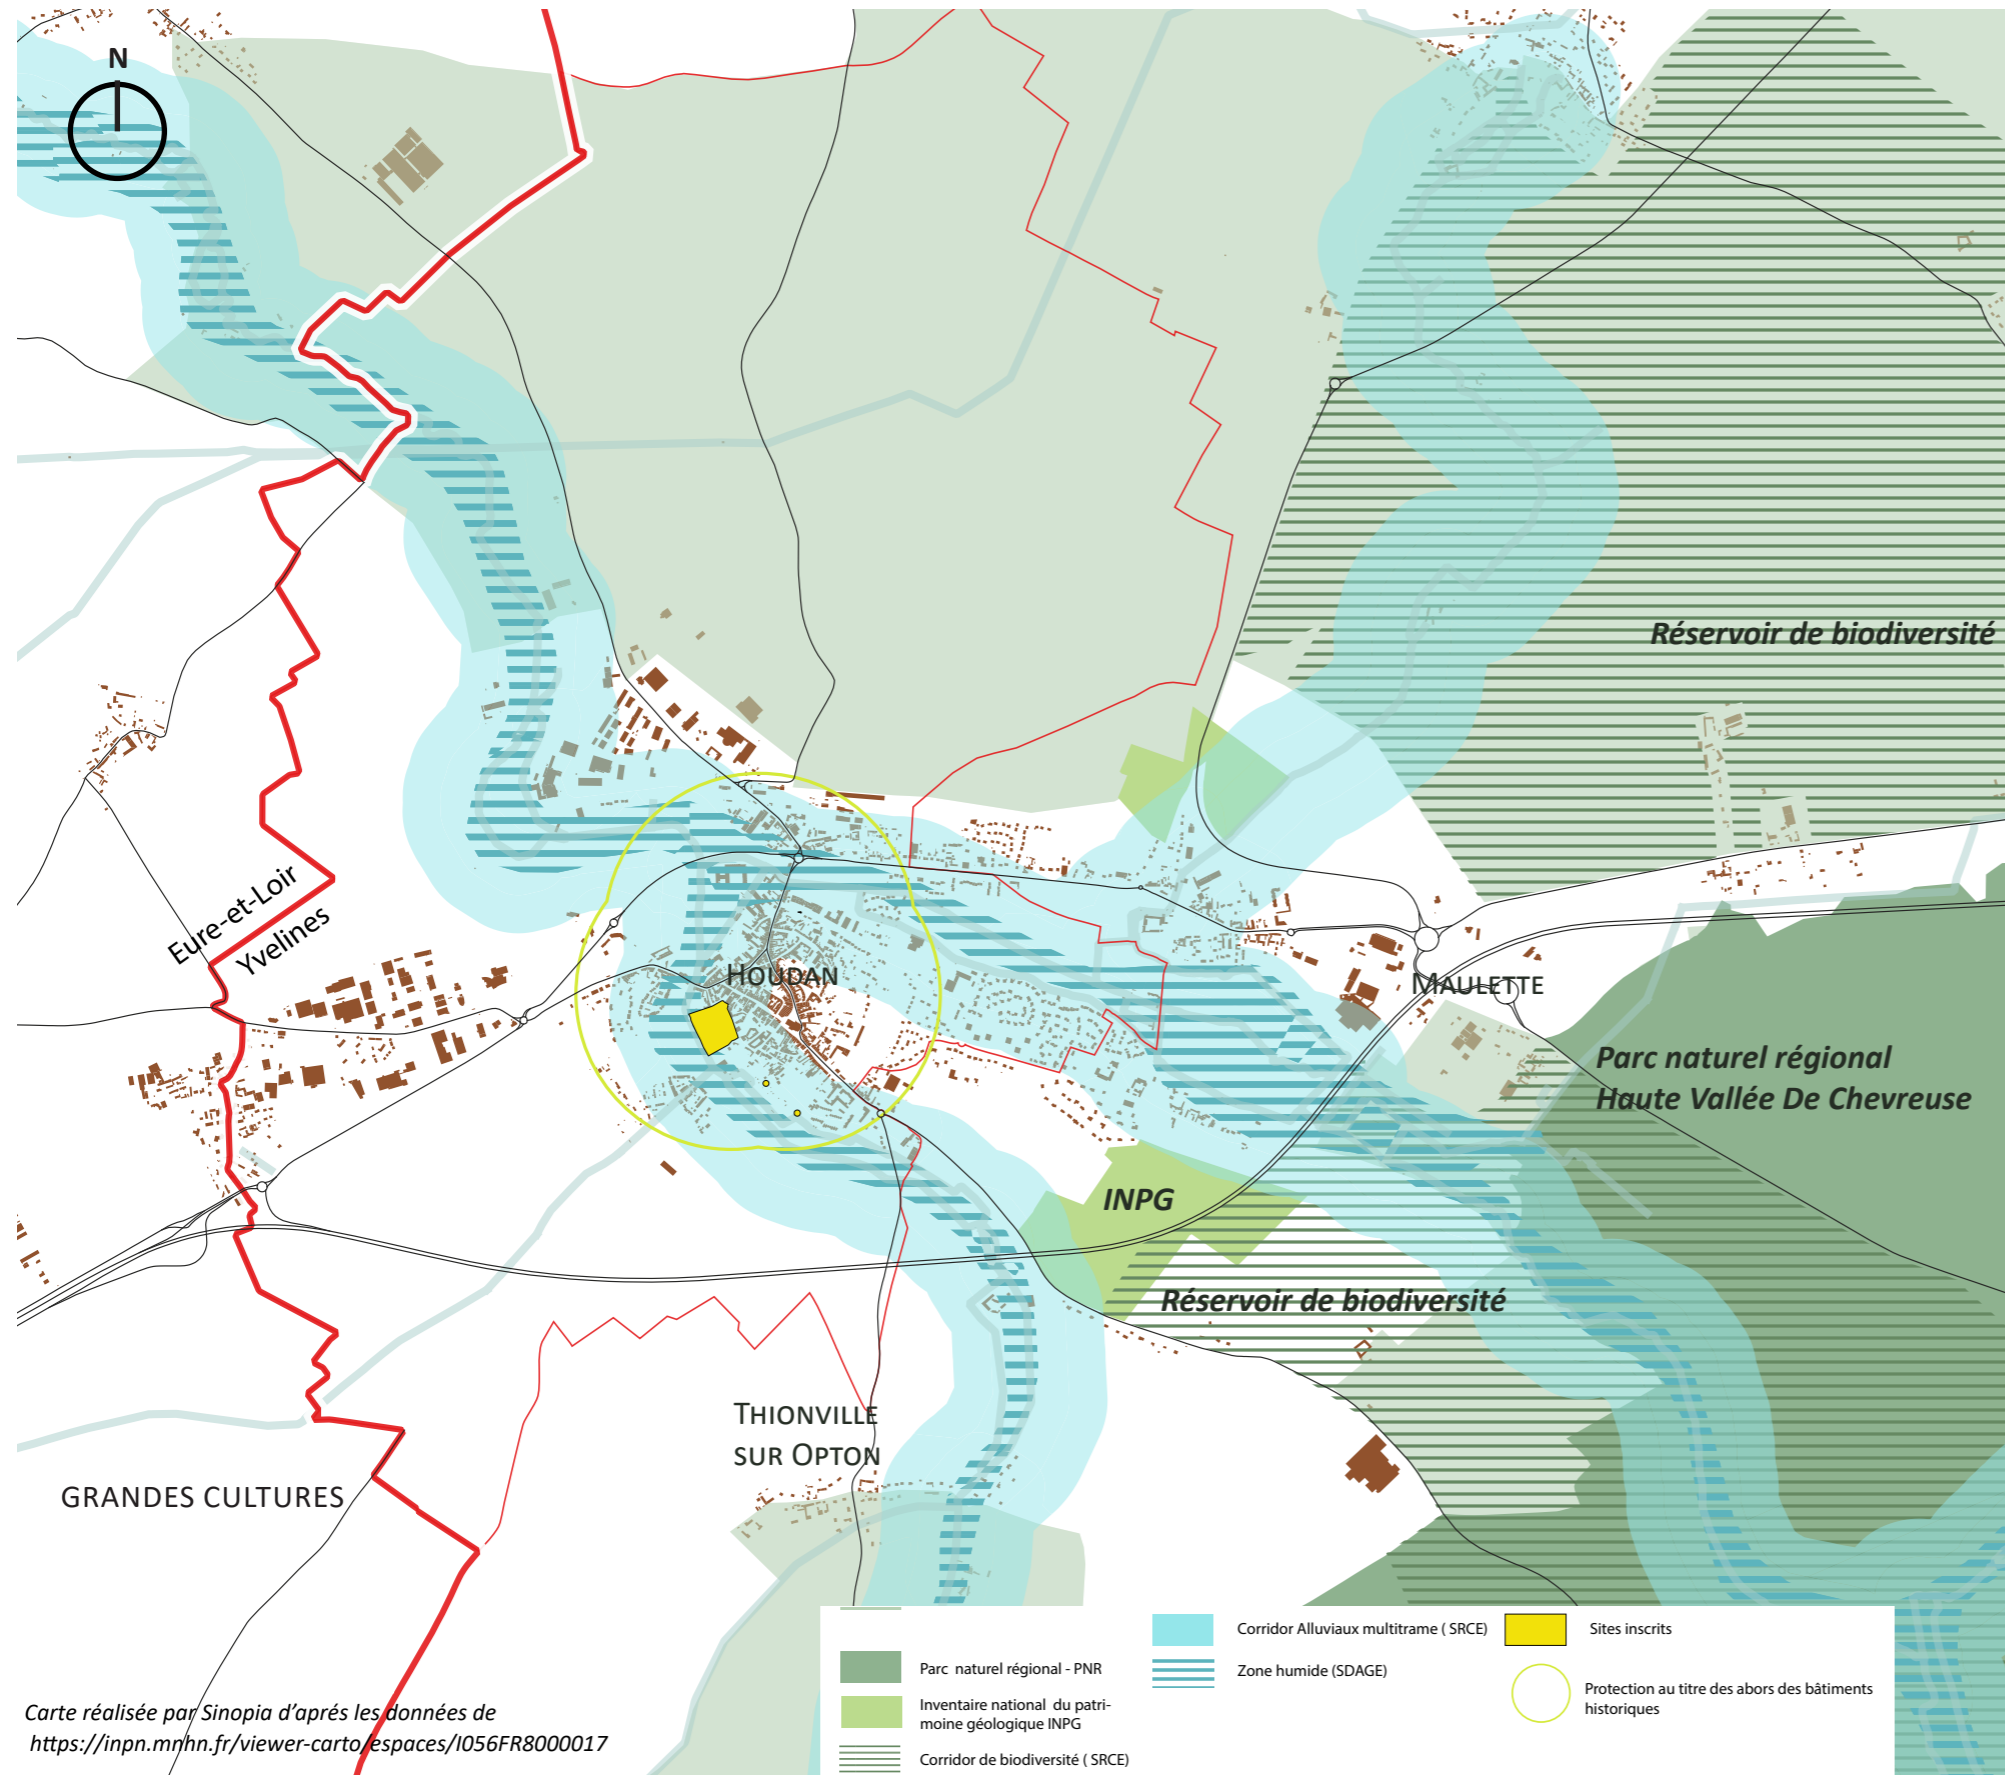 N
Réservoir de biodiversité
Eure-et-Loir
Yvelines
HOUDAN
MAULETTE
Parc naturel régional
Haute Vallée De Chevreuse
INPG
Réservoir de biodiversité
THIONVILLE
SUR OPTON
GRANDES CULTURES
Carte réalisée par Sinopia d'aprés les données de
https://inpn.mnhn.fr/viewer-carto/espaces/I056FR8000017
Parc naturel régional - PNR
Inventaire national du patri-
moine géologique INPG
Corridor de biodiversité ( SRCE)
Corridor Alluviaux multitrame ( SRCE)
Zone humide (SDAGE)
Sites inscrits
Protection au titre des abors des bâtiments
historiques